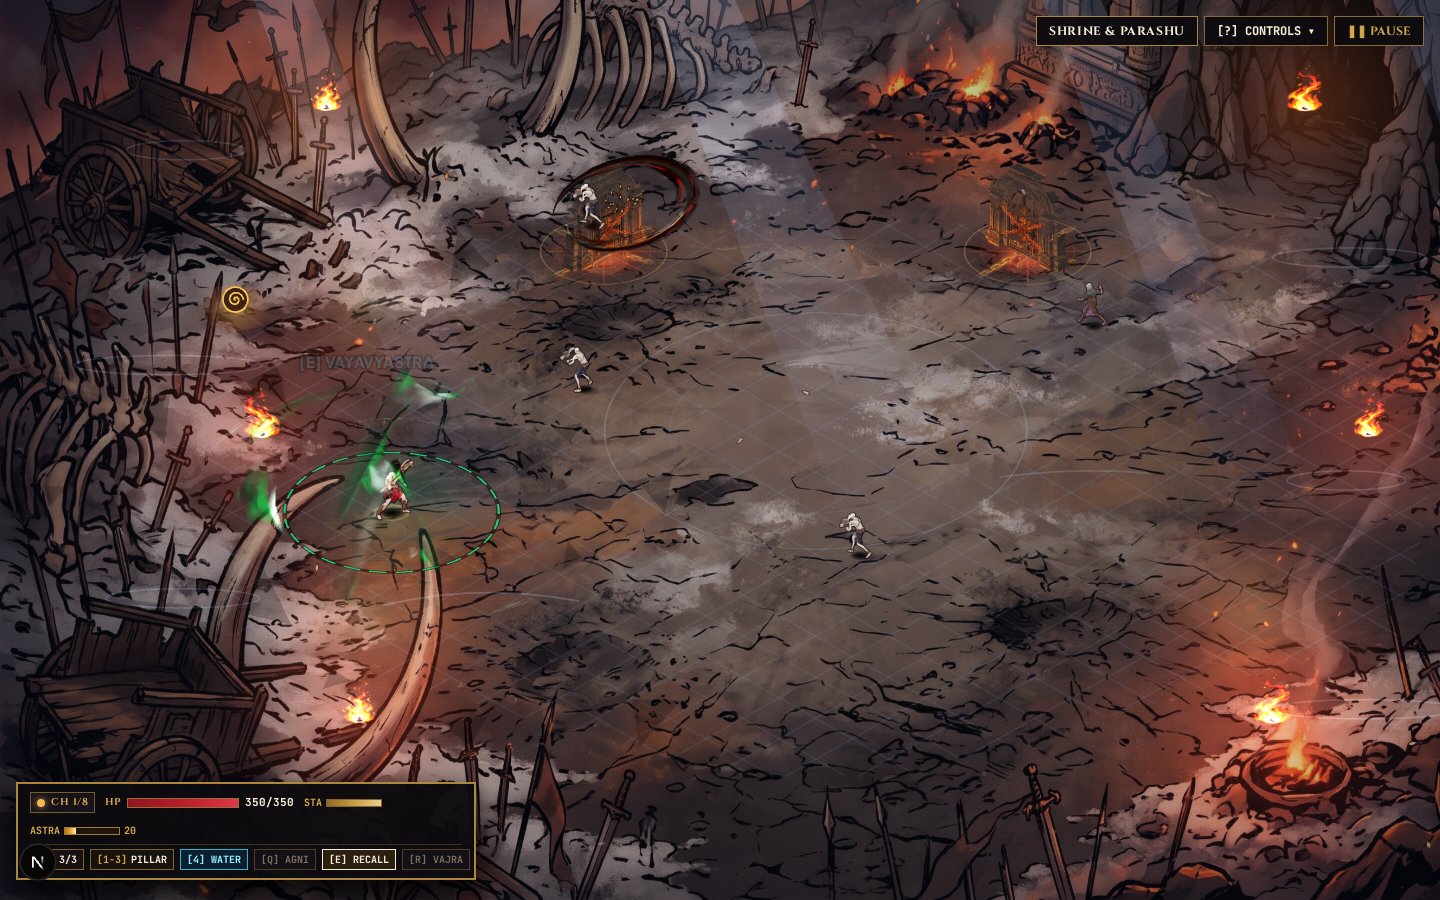 SHRINE & PARASHU
[?] CONTROLS ▾
PAUSE
[E] VAYAVYASTRA
CH 1/8 HP 350/350 STA
ASTRA 20
N 3/3 [1-3] PILLAR [4] WATER [Q] AGNI [E] RECALL [R] VAJRA